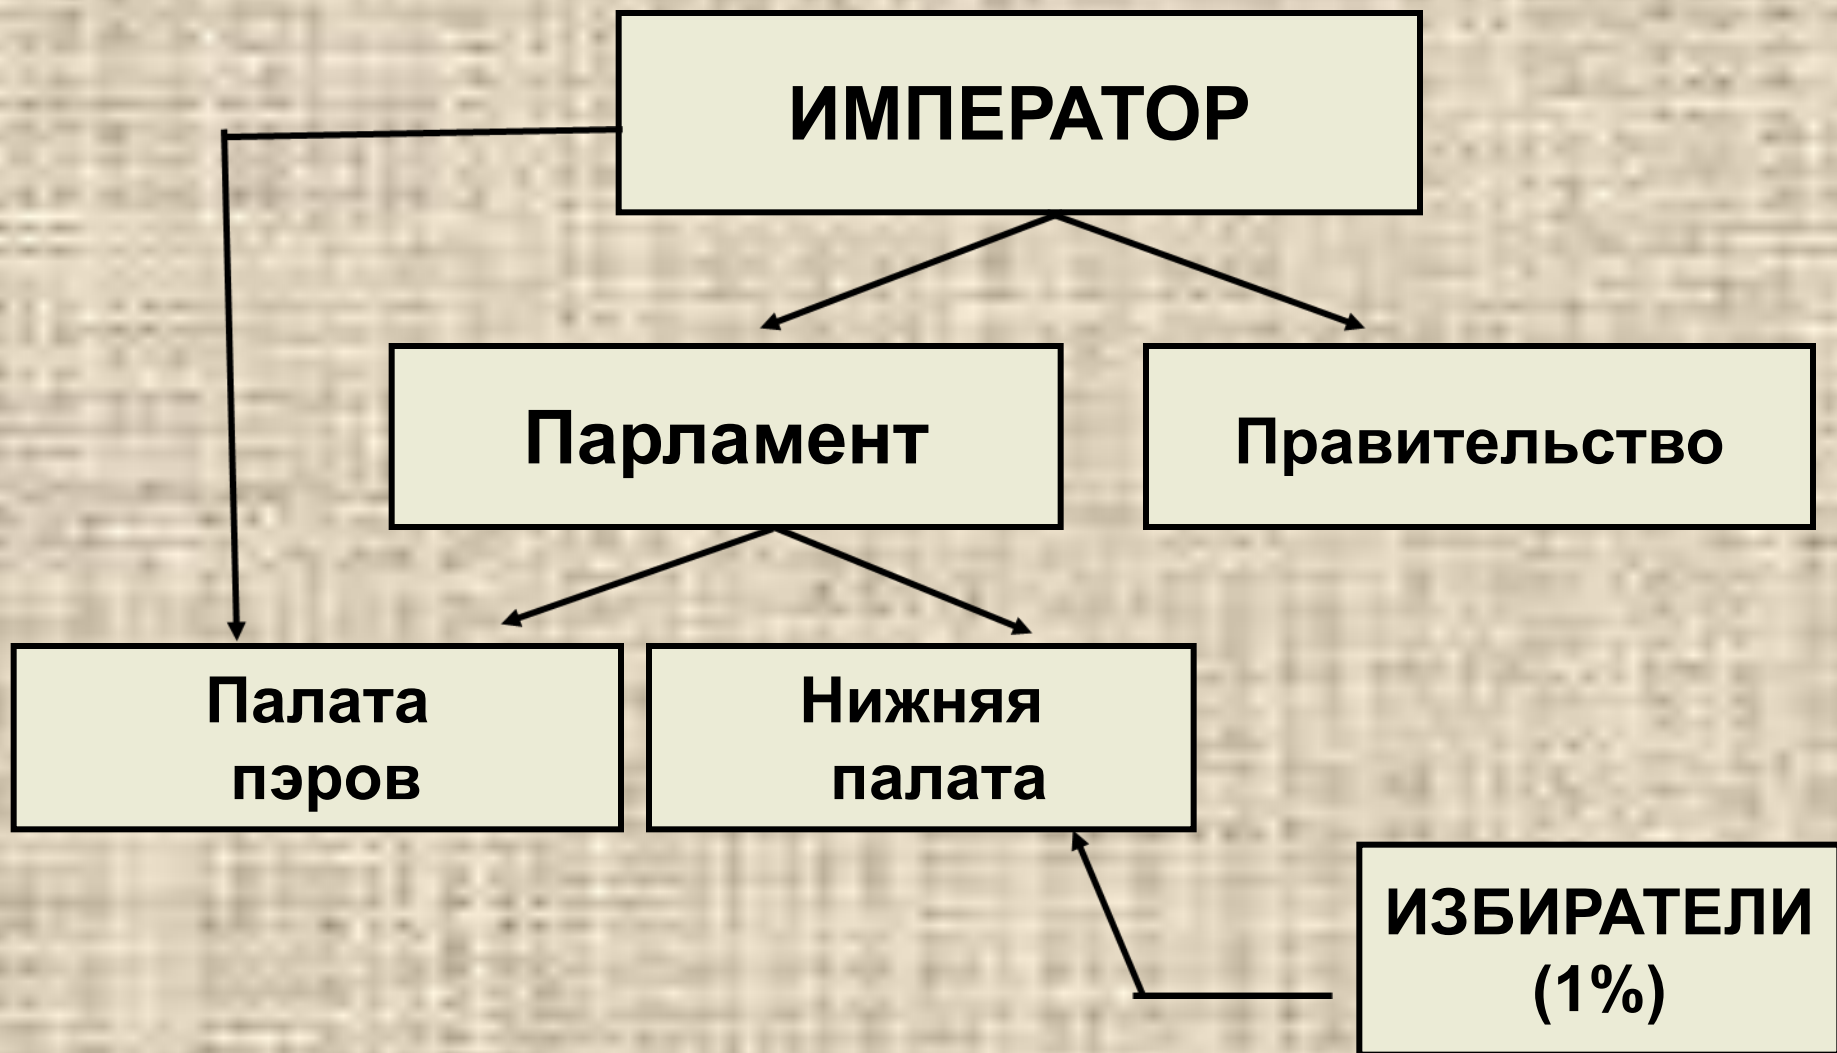 ИМПЕРАТОР
Парламент
Правительство
Палата
пэров
Нижняя
палата
ИЗБИРАТЕЛИ
(1%)